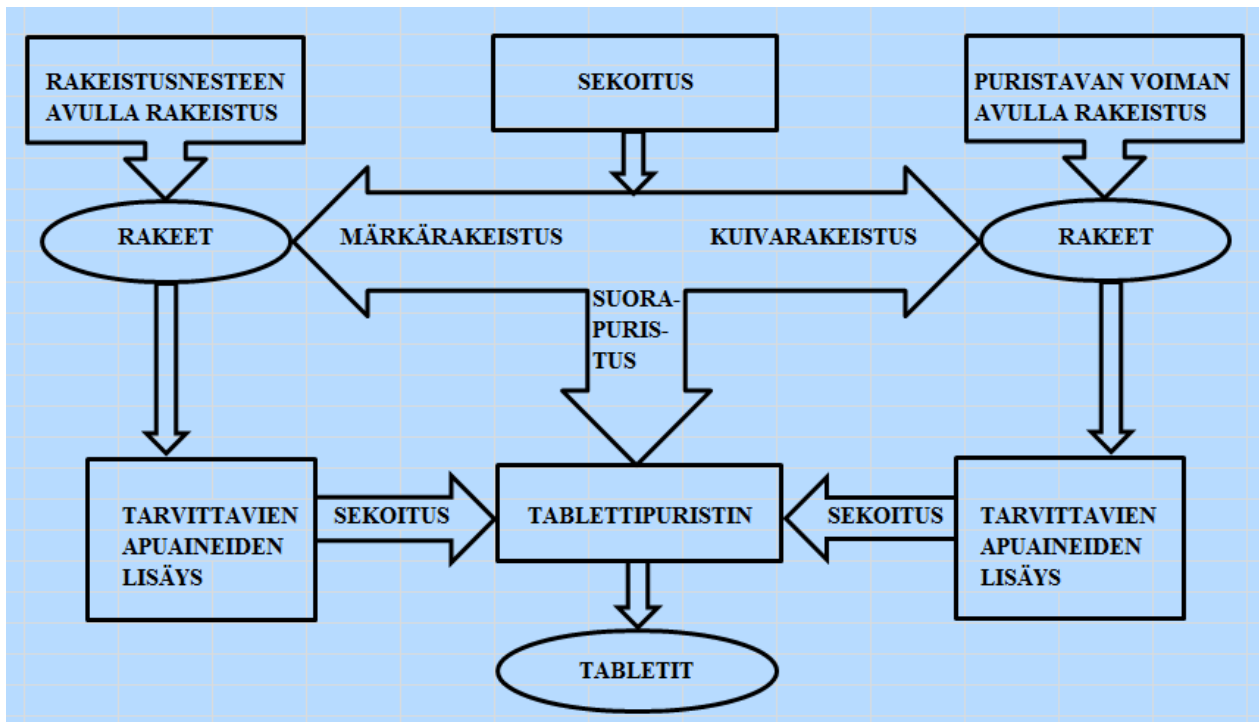 RAKEISTUSNESTEEN
AVULLA RAKEISTUS
SEKOITUS
PURISTAVAN VOIMAN
AVULLA RAKEISTUS
RAKEET
MÄRKÄRAKEISTUS
KUIVARAKEISTUS
RAKEET
SUORA-
PURIS-
TUS
TARVITTAVIEN
APUAINEIDEN
LISÄYS
SEKOITUS
TABLETTIPURISTIN
SEKOITUS
TARVITTAVIEN
APUAINEIDEN
LISÄYS
TABLETIT